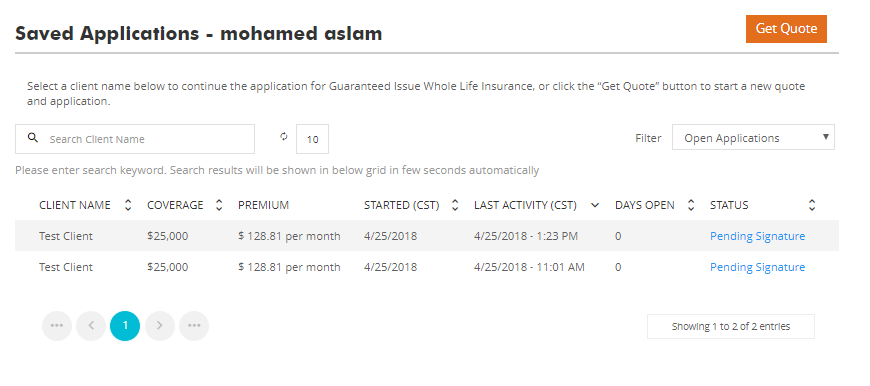 Saved Applications - mohamed aslam
Get Quote
Select a client name below to continue the application for Guaranteed Issue Whole Life Insurance, or click the “Get Quote” button to start a new quote
and application.
Search Client Name
10
Filter
Open Applications
Please enter search keyword. Search results will be shown in below grid in few seconds automatically
CLIENT NAME COVERAGE PREMIUM STARTED (CST) LAST ACTIVITY (CST) DAYS OPEN STATUS
Test Client $25,000 $ 128.81 per month 4/25/2018 4/25/2018 - 1:23 PM 0 Pending Signature
Test Client $25,000 $ 128.81 per month 4/25/2018 4/25/2018 - 11:01 AM 0 Pending Signature
1
Showing 1 to 2 of 2 entries